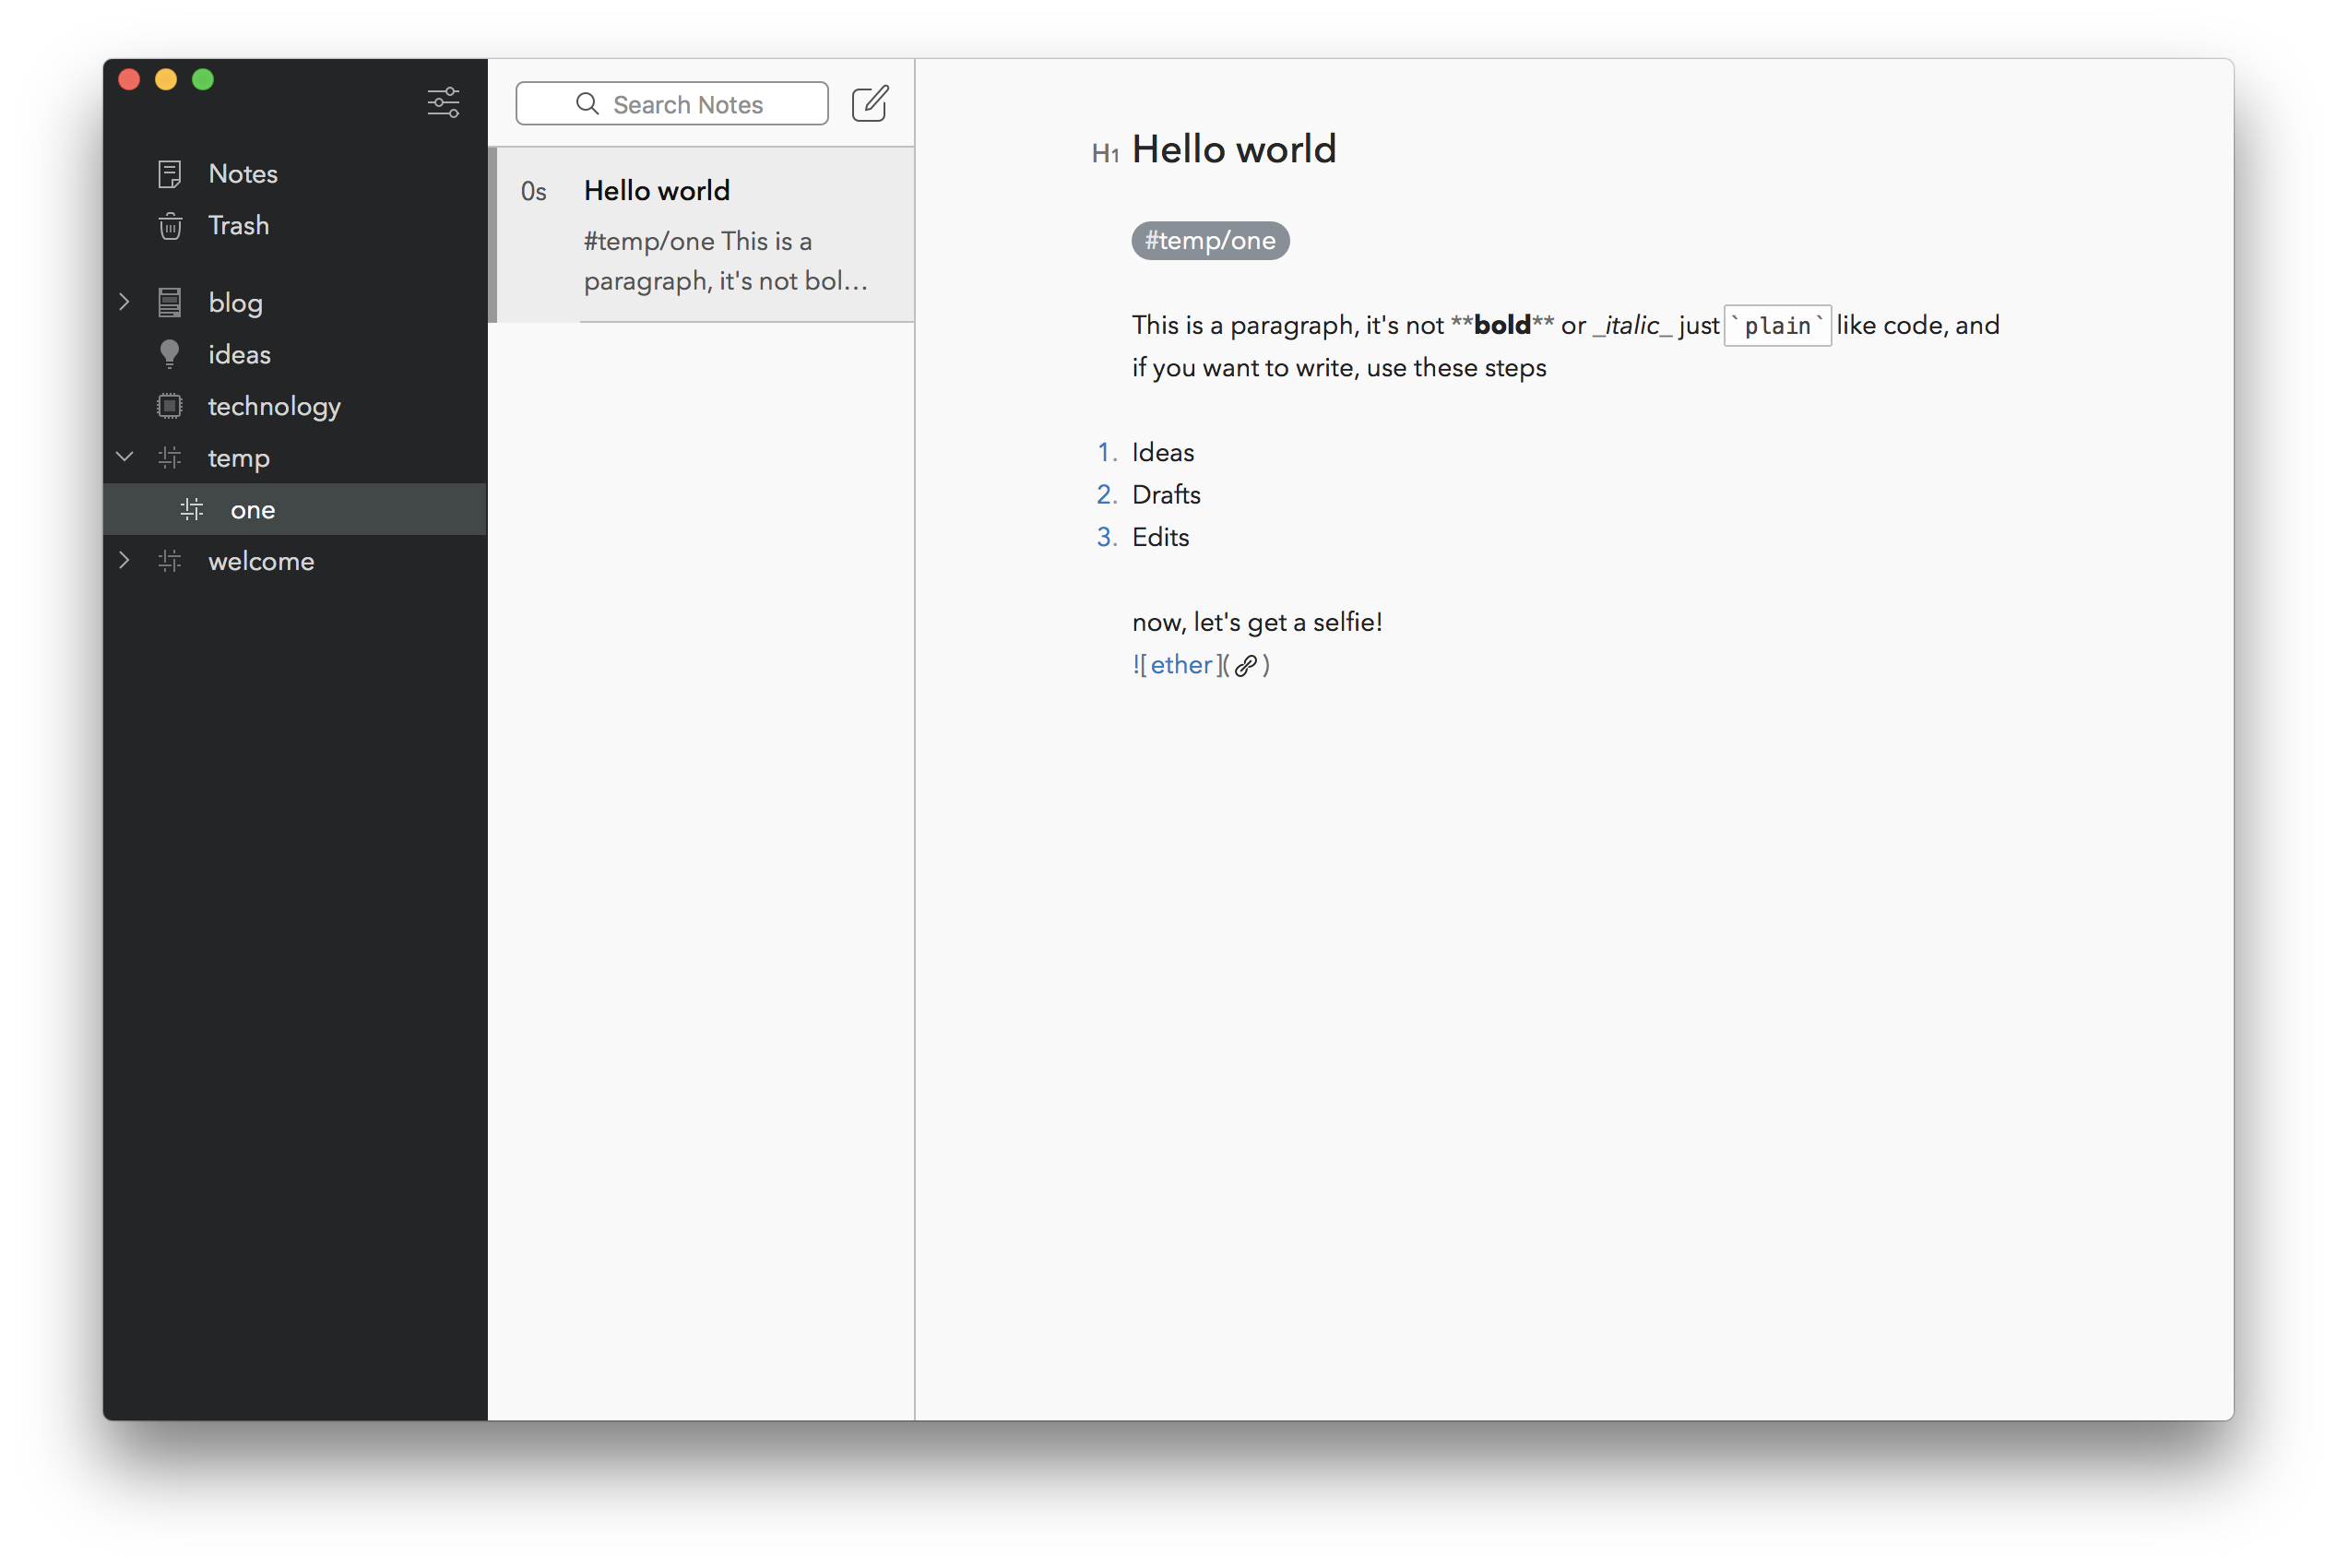 Notes
Trash
blog
ideas
technology
temp
one
welcome
Search Notes
0s Hello world
#temp/one This is a
paragraph, it's not bol…
H1 Hello world
#temp/one
This is a paragraph, it's not **bold** or _italic_ just `plain` like code, and
if you want to write, use these steps
1. Ideas
2. Drafts
3. Edits
now, let's get a selfie!
![ether]()